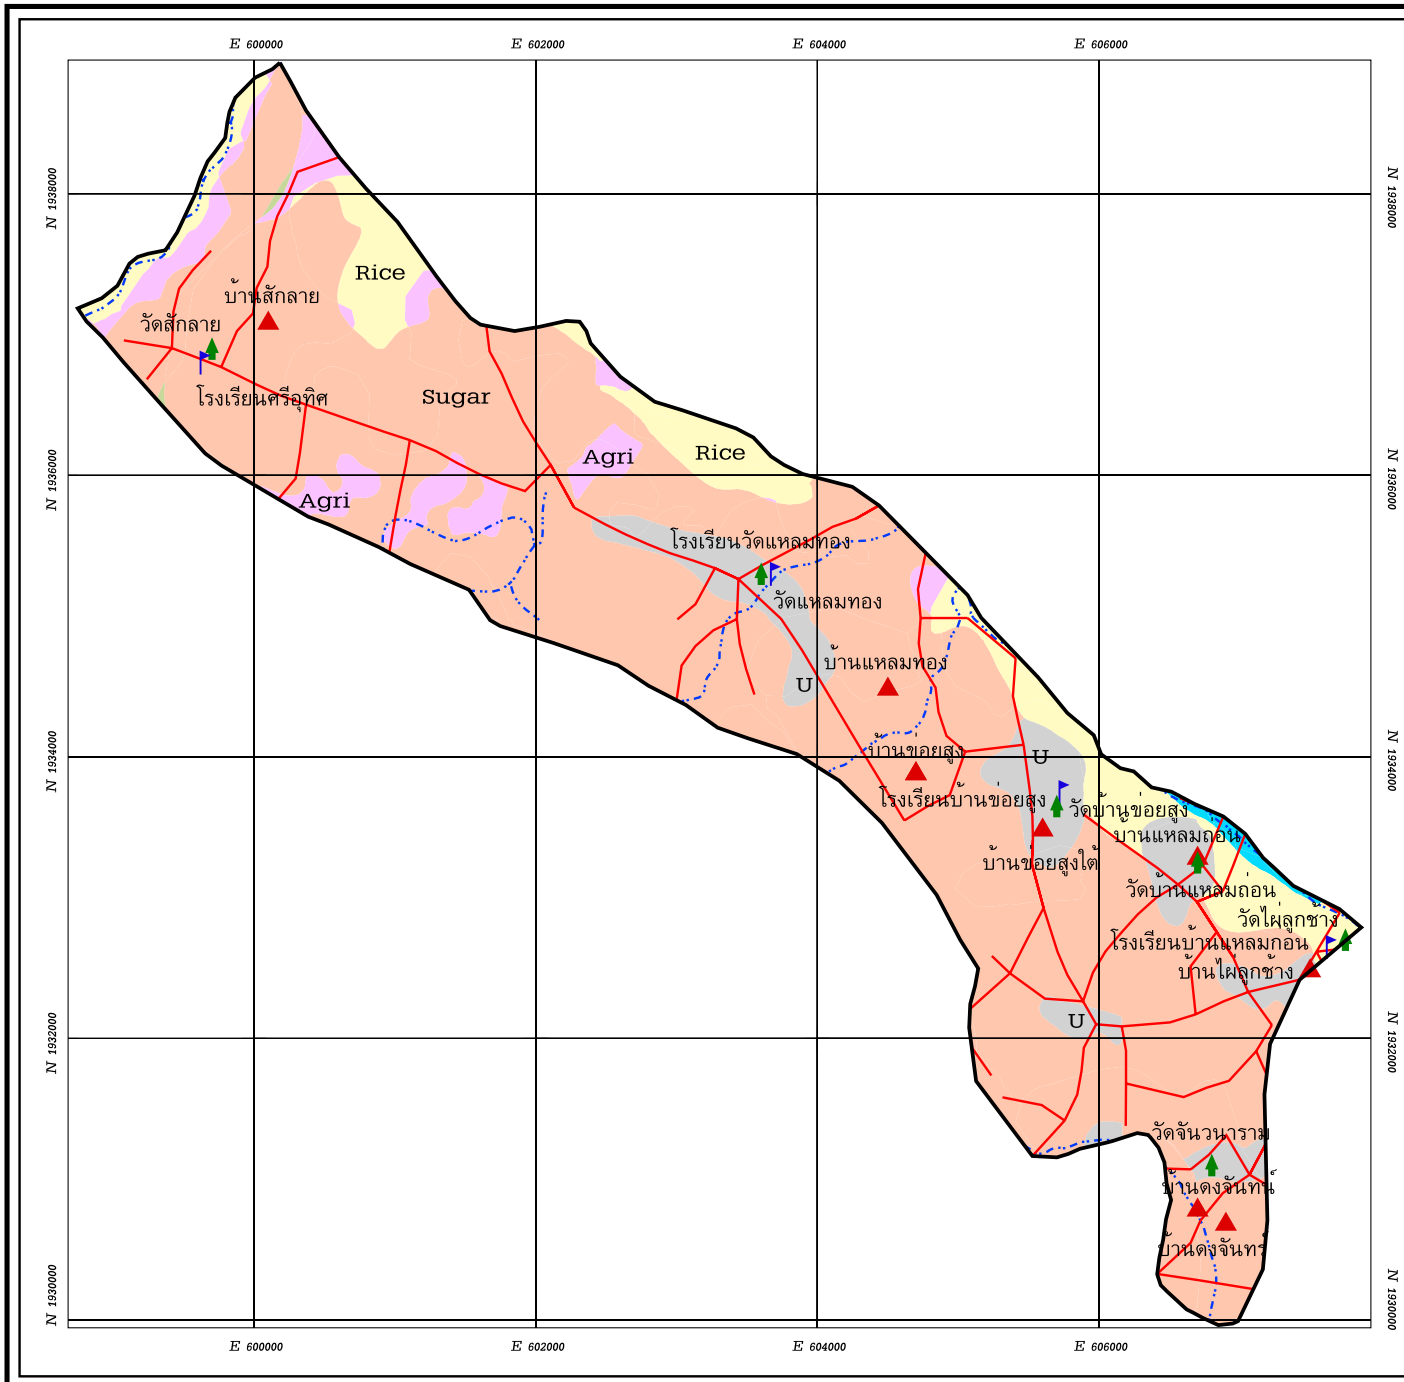 E 600000
E 602000
E 604000
E 606000
N 1938000
N 1938000
Rice
บ้านสักลาย
วัดสักลาย
โรงเรียนศรีอุทิศ
Sugar
Rice
Agri
Agri
N 1936000
N 1936000
โรงเรียนวัดแหลมทอง
วัดแหลมทอง
บ้านแหลมทอง
U
บ้านข่อยสูง
U
N 1934000
N 1934000
โรงเรียนบ้านข่อยสูง
วัดบ้านข่อยสูง
บ้านแหลมถ่อน
บ้านข่อยสูงใต้
วัดบ้านแหลมถ่อน
วัดไผ่ลูกช้าง
โรงเรียนบ้านแหลมกอน
บ้านไผ่ลูกช้าง
U
N 1932000
N 1932000
วัดจันวนาราม
บ้านดงจันทน์
บ้านดงจันทร์
N 1930000
N 1930000
E 600000
E 602000
E 604000
E 606000